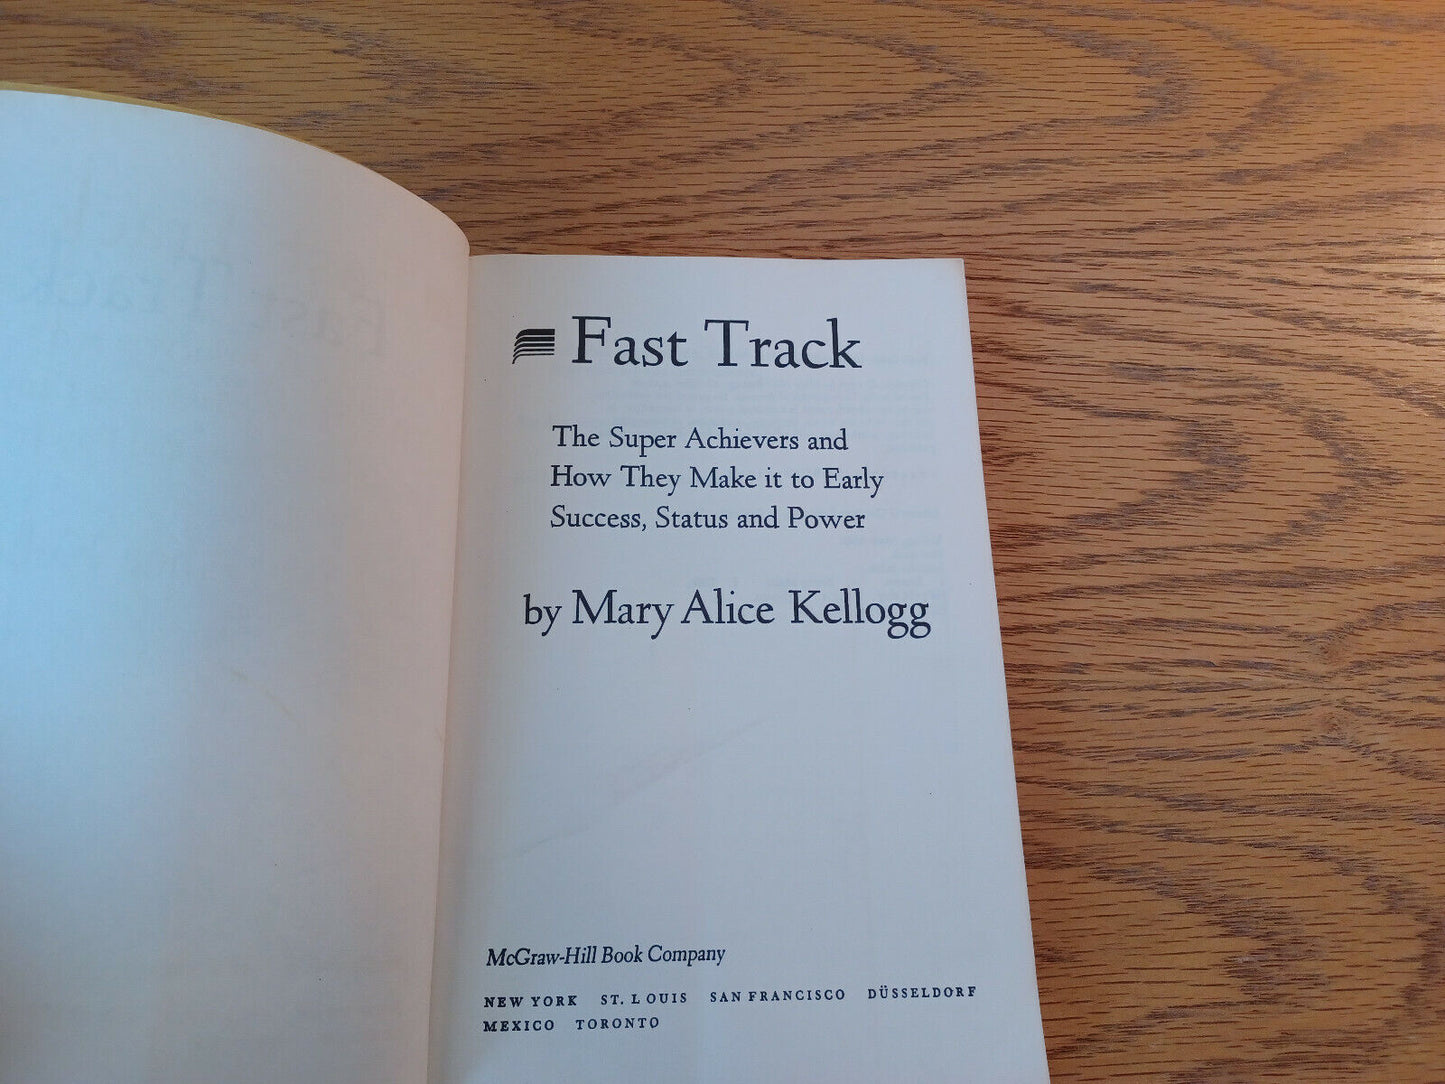 Fast Track
The Super Achievers and
How They Make it to Early
Success, Status and Power
by Mary Alice Kellogg
McGraw-Hill Book Company
NEW YORK ST. LOUIS SAN FRANCISCO DÜSSELDORF
MEXICO TORONTO